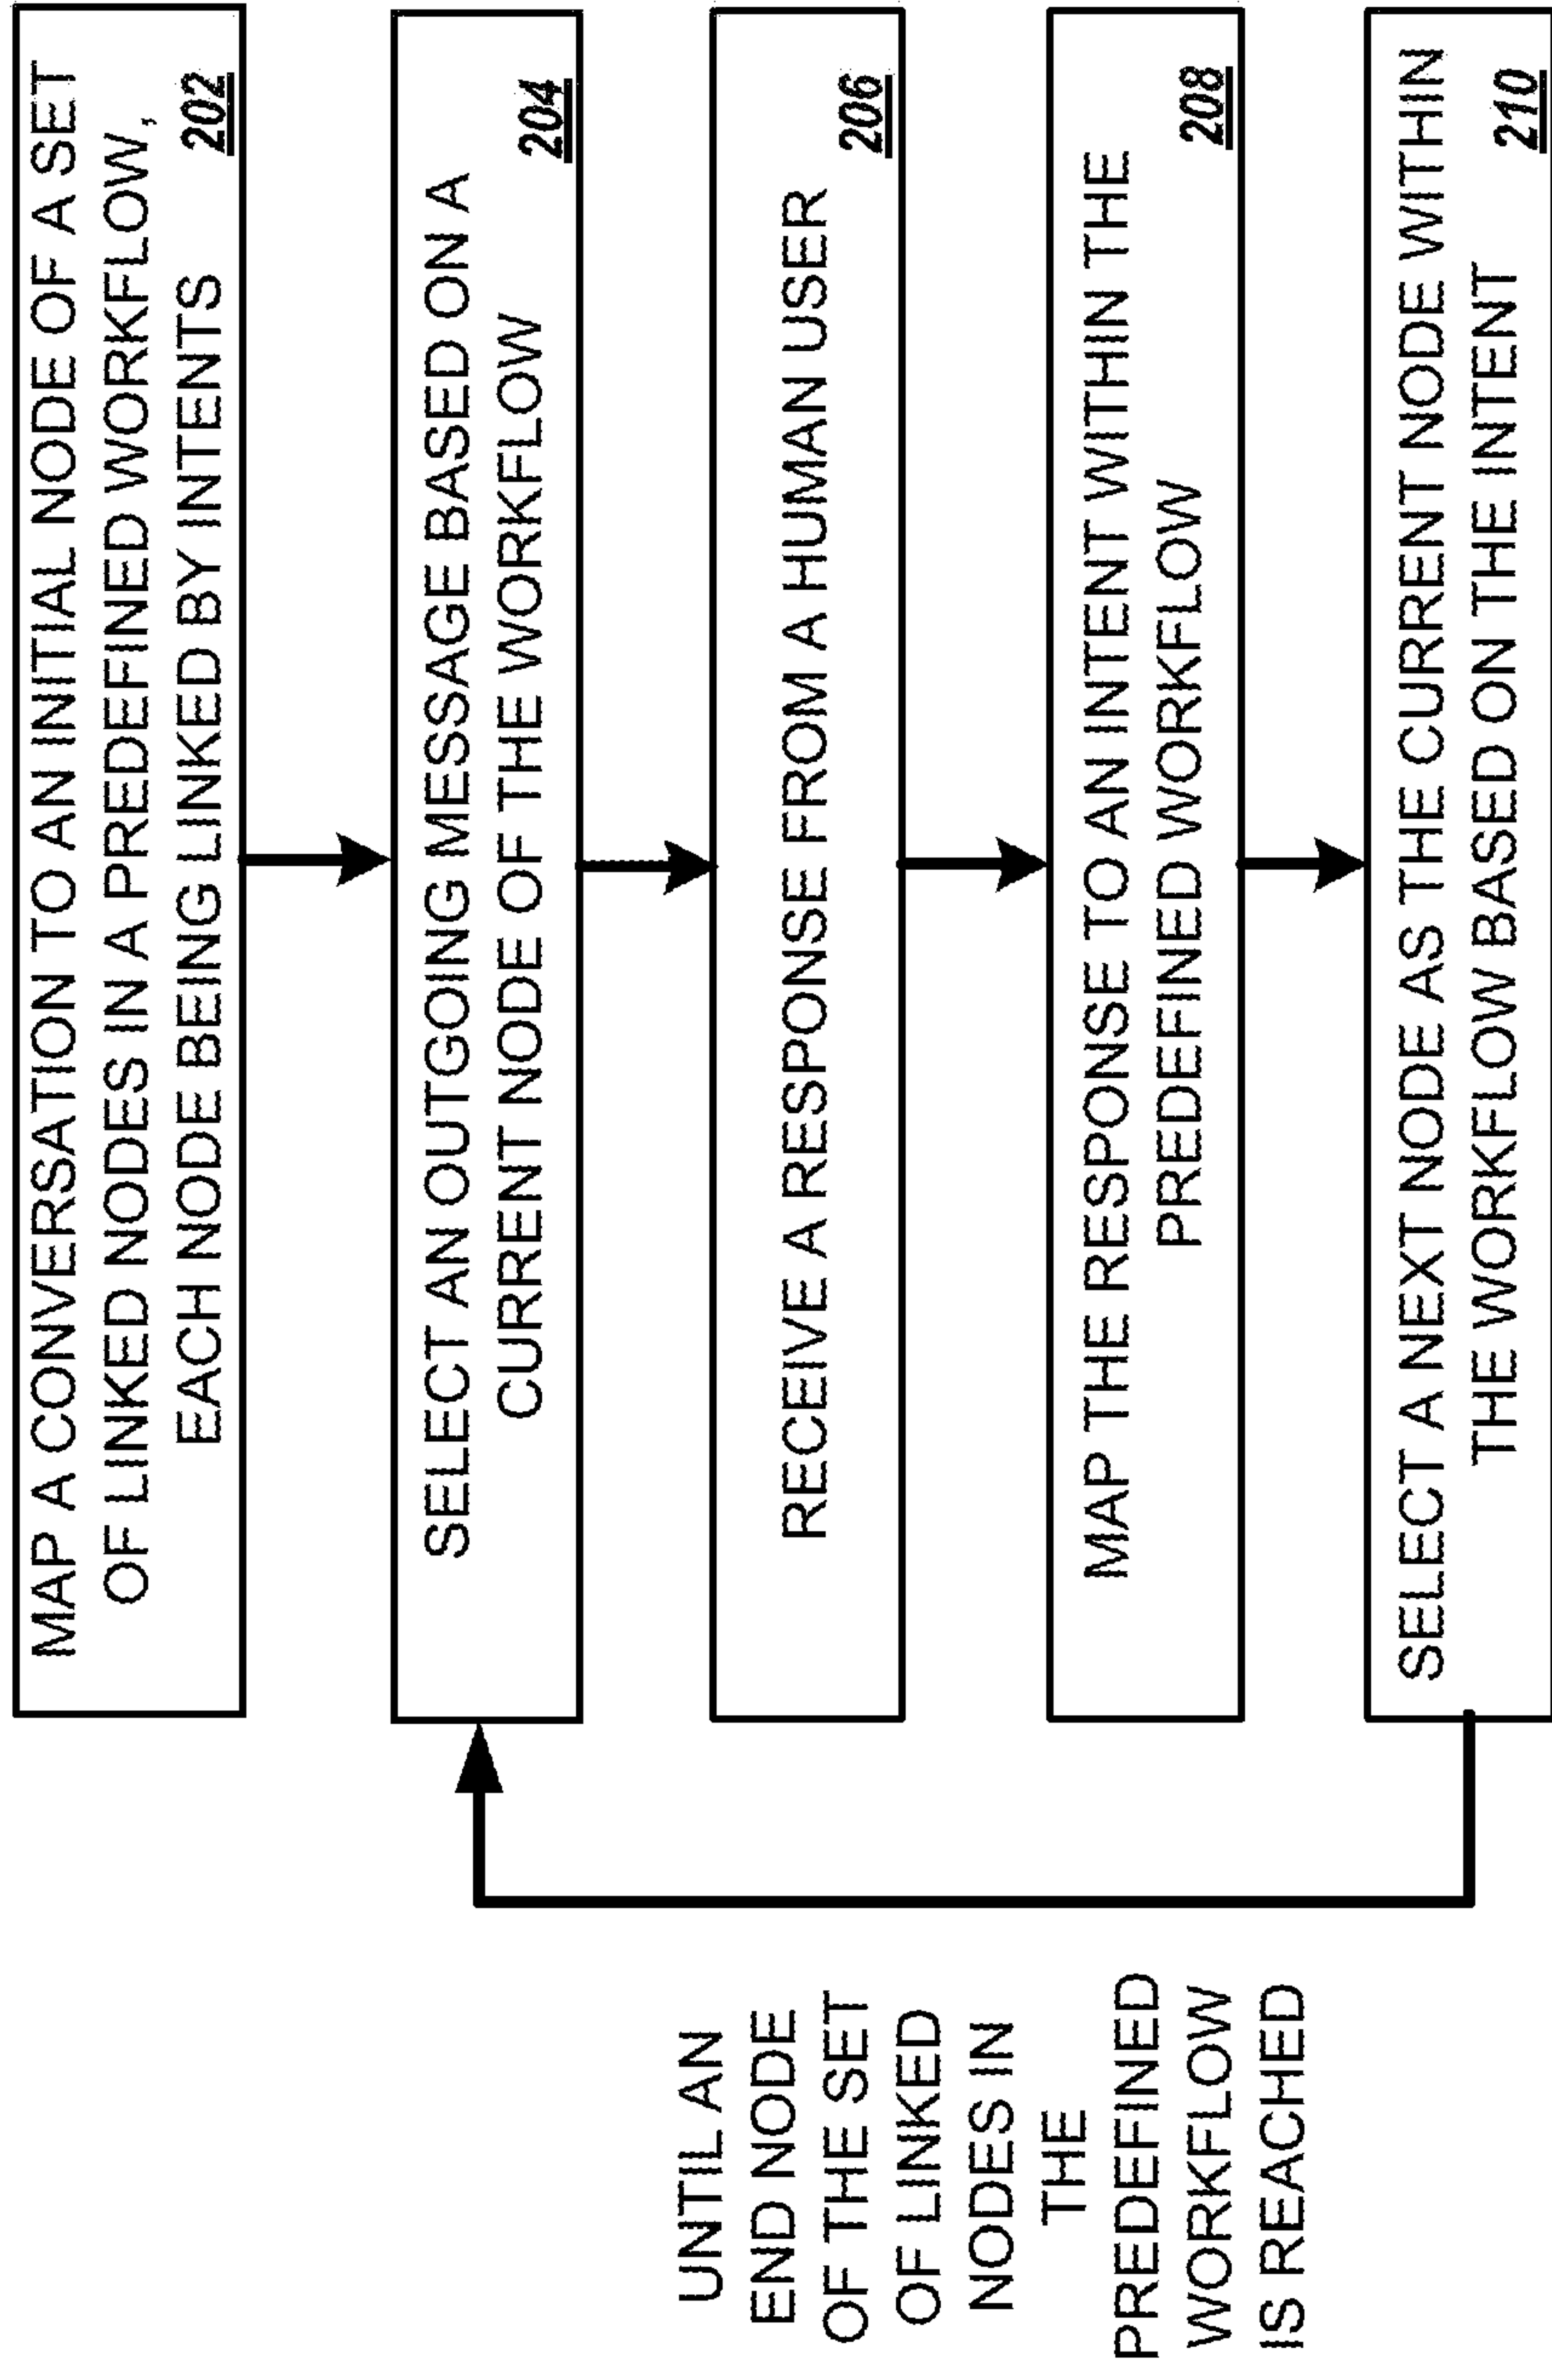 MAP A CONVERSATION TO AN INITIAL NODE OF A SET
OF LINKED NODES IN A PREDEFINED WORKFLOW,
EACH NODE BEING LINKED BY INTENTS
202
SELECT AN OUTGOING MESSAGE BASED ON A
CURRENT NODE OF THE WORKFLOW
204
RECEIVE A RESPONSE FROM A HUMAN USER
206
MAP THE RESPONSE TO AN INTENT WITHIN THE
PREDEFINED WORKFLOW
208
SELECT A NEXT NODE AS THE CURRENT NODE WITHIN
THE WORKFLOW BASED ON THE INTENT
210
UNTIL AN
END NODE
OF THE SET
OF LINKED
NODES IN
THE
PREDEFINED
WORKFLOW
IS REACHED